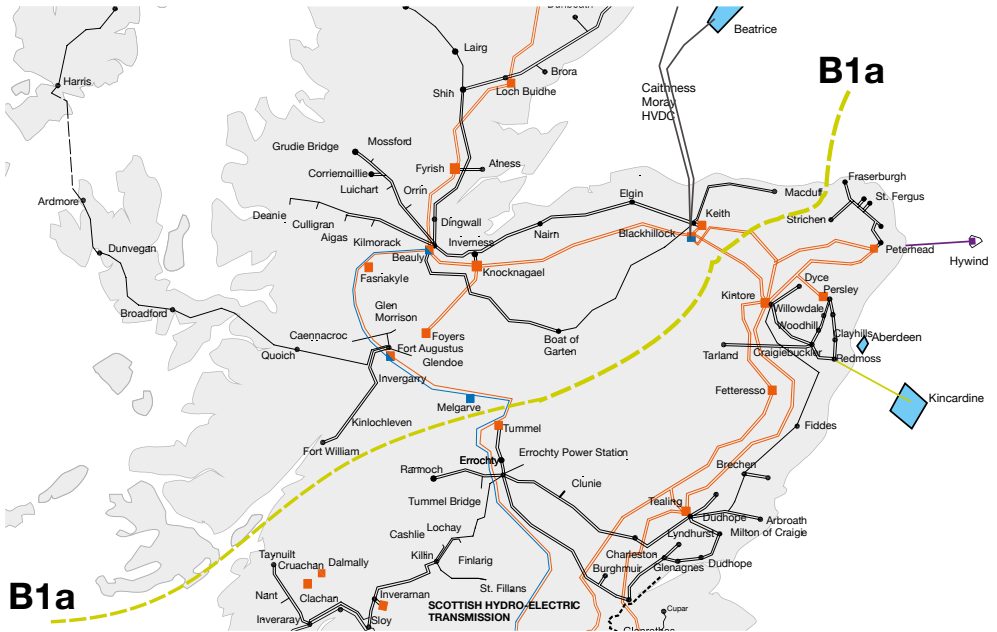 Dunbeath
Beatrice
B1a
Lairg
Brora
Harris
Shin
Loch Buidhe
Caithness
Moray
HVDC
Mossford
Grudie Bridge
Corriemoillie
Fyrish
Alness
Luichart
Orrin
Elgin
Macduff
Fraserburgh
St. Fergus
Ardmore
Deanie
Culligan
Aigas
Dingwall
Keith
Strichen
Kilmorack
Inverness
Nairn
Blackhillock
Dunvegan
Beauly
Peterhead
Hywind
Fasnakyle
Knocknagael
Dyce
Persley
Kintore
Willowdale
Broadford
Glen
Morrison
Woodhill
Caennacroc
Foyers
Boat of
Garten
Clayhills
Aberdeen
Quoich
Fort Augustus
Glendoe
Tarland
Craigiebuckler
Redmoss
Invergarry
Fetteresso
Kincardine
Melgarve
Kinlochleven
Tummel
Fiddes
Fort William
Errochty
Errochty Power Station
Rannoch
Clunie
Brechen
Tummel Bridge
Tealing
Dudhope
Arbroath
Lochay
Cashlie
Lyndhurst
Milton of Craigie
Taynuilt
Cruachan
Dalmally
Killin
Finlarig
Charleston
Glenagnes
Dudhope
Burghmuir
B1a
Nant
Clachan
Inveraman
St. Fillans
SCOTTISH HYDRO-ELECTRIC
TRANSMISSION
Cupar
Inveraray
Sloy
Glenrothes